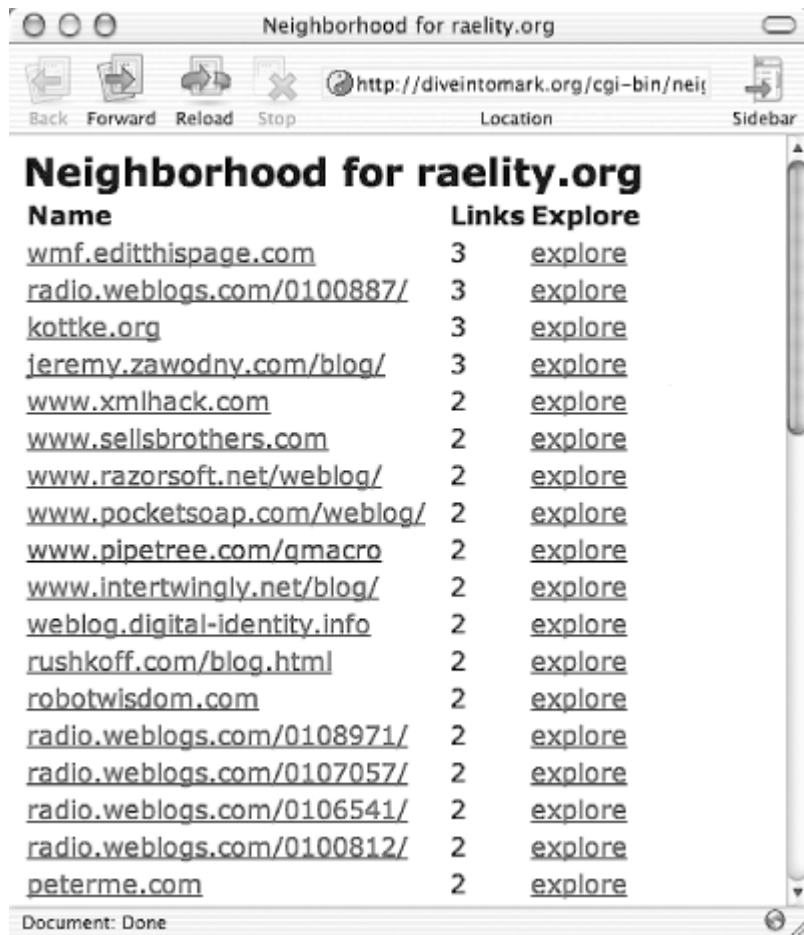 Neighborhood for raelity.org
http://diveintomark.org/cgi-bin/neig
Back Forward Reload Stop Location Sidebar
Neighborhood for raelity.org
Name Links Explore
wmf.editthispage.com 3 explore
radio.weblogs.com/0100887/ 3 explore
kottke.org 3 explore
jeremy.zawodny.com/blog/ 3 explore
www.xmlhack.com 2 explore
www.sellsbrothers.com 2 explore
www.razorsoft.net/weblog/ 2 explore
www.pocketsoap.com/weblog/ 2 explore
www.pipetree.com/qmacro 2 explore
www.intertwingly.net/blog/ 2 explore
weblog.digital-identity.info 2 explore
rushkoff.com/blog.html 2 explore
robotwisdom.com 2 explore
radio.weblogs.com/0108971/ 2 explore
radio.weblogs.com/0107057/ 2 explore
radio.weblogs.com/0106541/ 2 explore
radio.weblogs.com/0100812/ 2 explore
peterme.com 2 explore
Document: Done